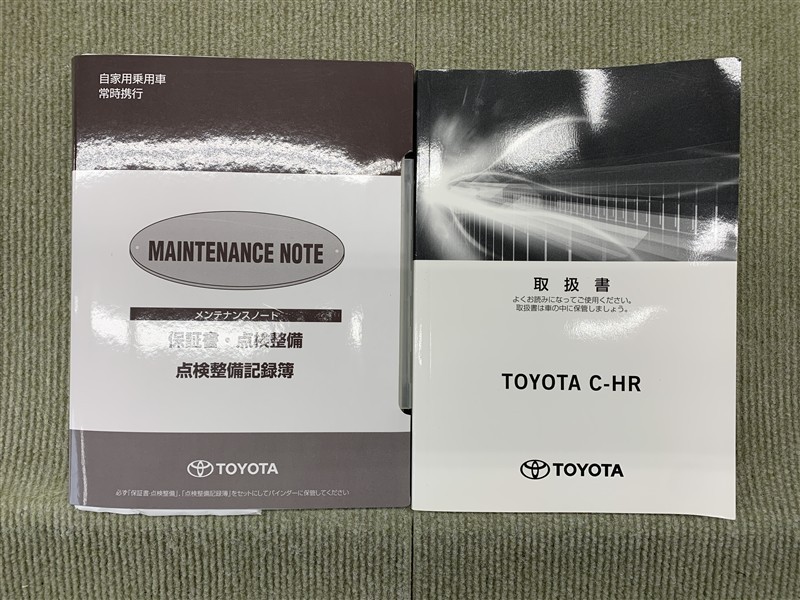 自家用乗用車
常時携行
MAINTENANCE NOTE
メンテナンスノート
保証書・点検整備
点検整備記録簿
TOYOTA
必ず「保証書・点検整備」、「点検整備記録簿」をセットにしてバインダーに保管してください
取扱書
よくお読みになってご使用ください。
取扱書は車の中に保管しましょう。
TOYOTA C-HR
TOYOTA